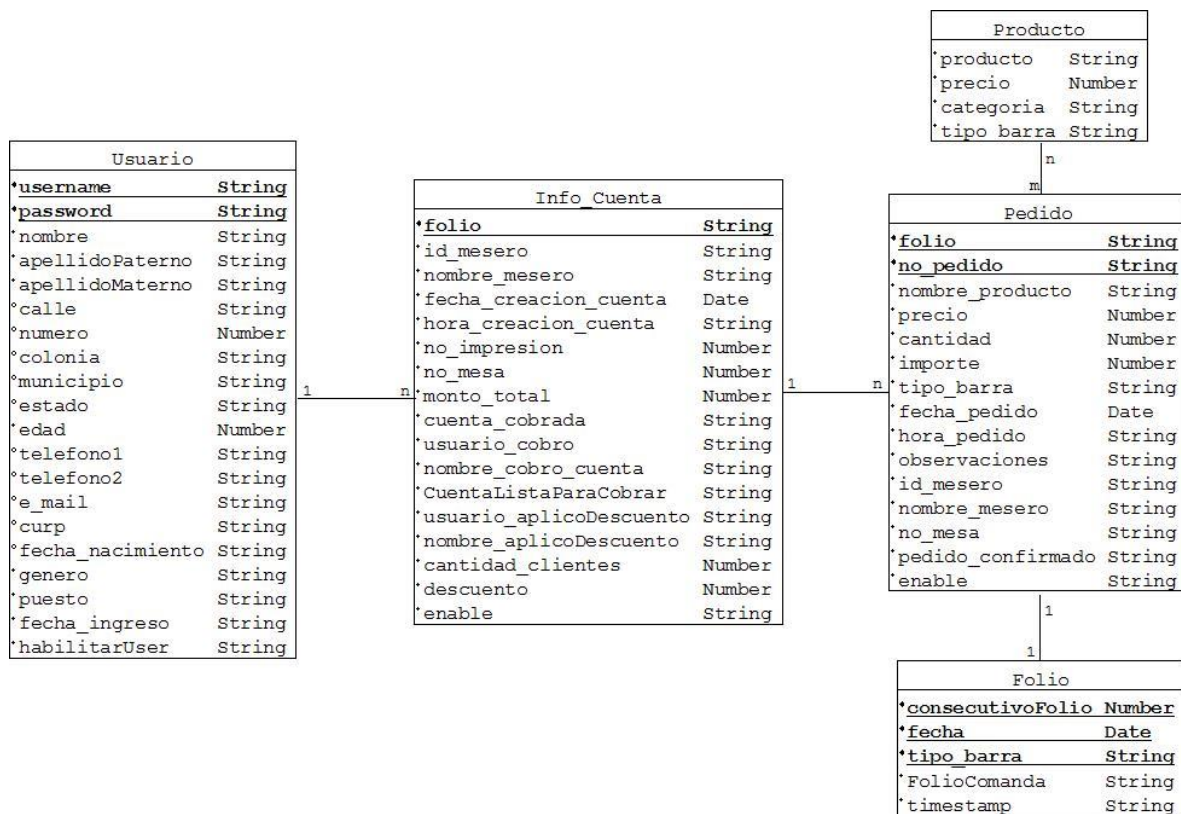 Producto
producto String
precio Number
categoria String
tipo barra String
n
m
Usuario
username String
password String
nombre String
apellidoPaterno String
apellidoMaterno String
calle String
numero Number
colonia String
municipio String
estado String
edad Number
telefono1 String
telefono2 String
e_mail String
curp String
fecha_nacimiento String
genero String
puesto String
fecha_ingreso String
habilitarUser String
1 n
Info_Cuenta
folio String
id_mesero String
nombre_mesero String
fecha_creacion_cuenta Date
hora_creacion_cuenta String
no_impresion Number
no_mesa Number
monto_total Number
cuenta_cobrada String
usuario_cobro String
nombre_cobro_cuenta String
CuentaListaParaCobrar String
usuario_aplicoDescuento String
nombre_aplicoDescuento String
cantidad_clientes Number
descuento Number
enable String
1 n
Pedido
folio String
no_pedido String
nombre_producto String
precio Number
cantidad Number
importe Number
tipo_barra String
fecha_pedido Date
hora_pedido String
observaciones String
id_mesero String
nombre_mesero String
no_mesa String
pedido_confirmado String
enable String
1
1
Folio
consecutivoFolio Number
fecha Date
tipo_barra String
FolioComanda String
timestamp String